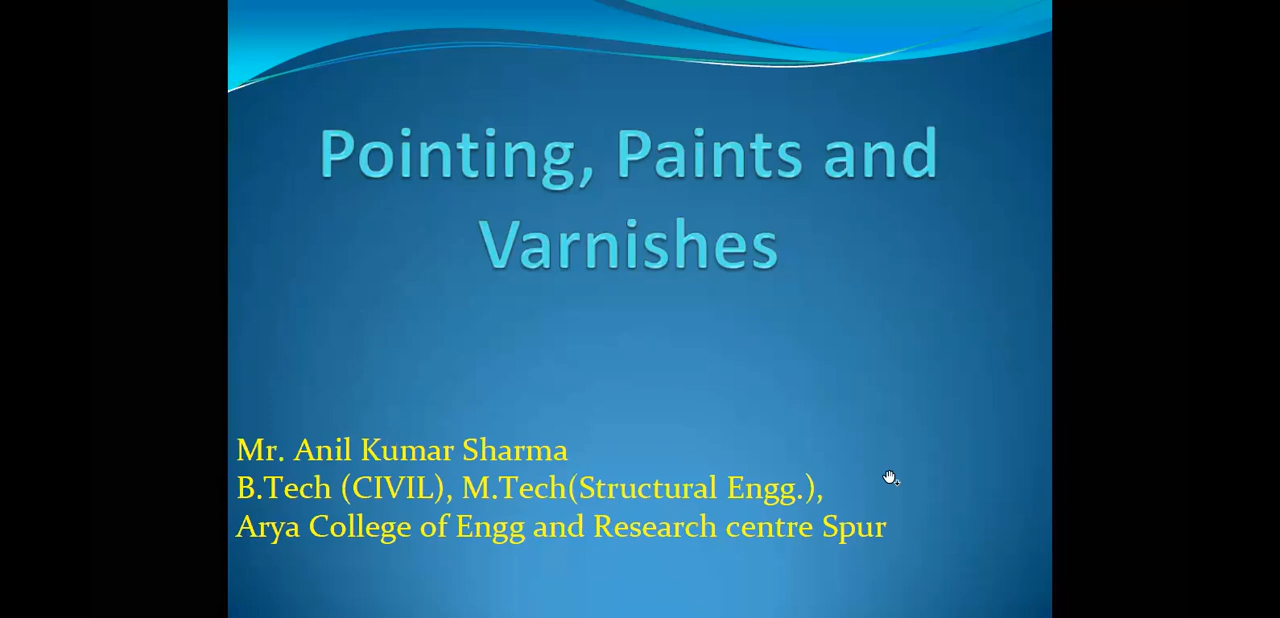 Pointing, Paints and
Varnishes
Mr. Anil Kumar Sharma
B.Tech (CIVIL), M.Tech(Structural Engg.),
Arya College of Engg and Research centre Spur